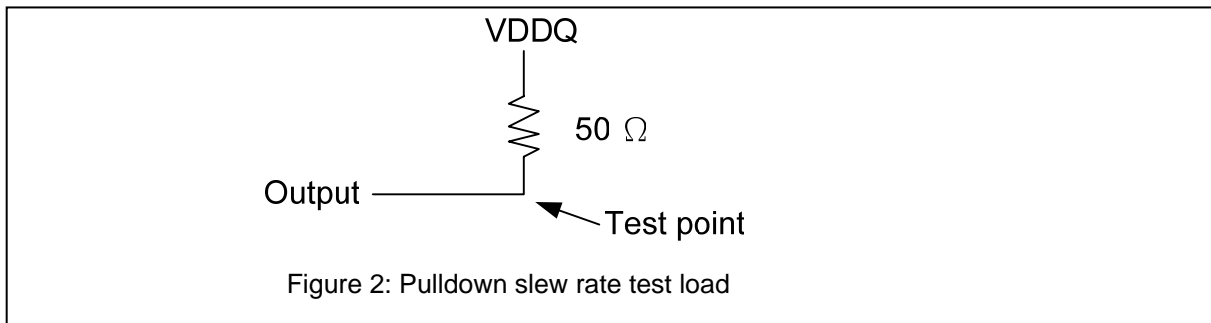 VDDQ
50 Ω
Output
Test point
Figure 2: Pulldown slew rate test load